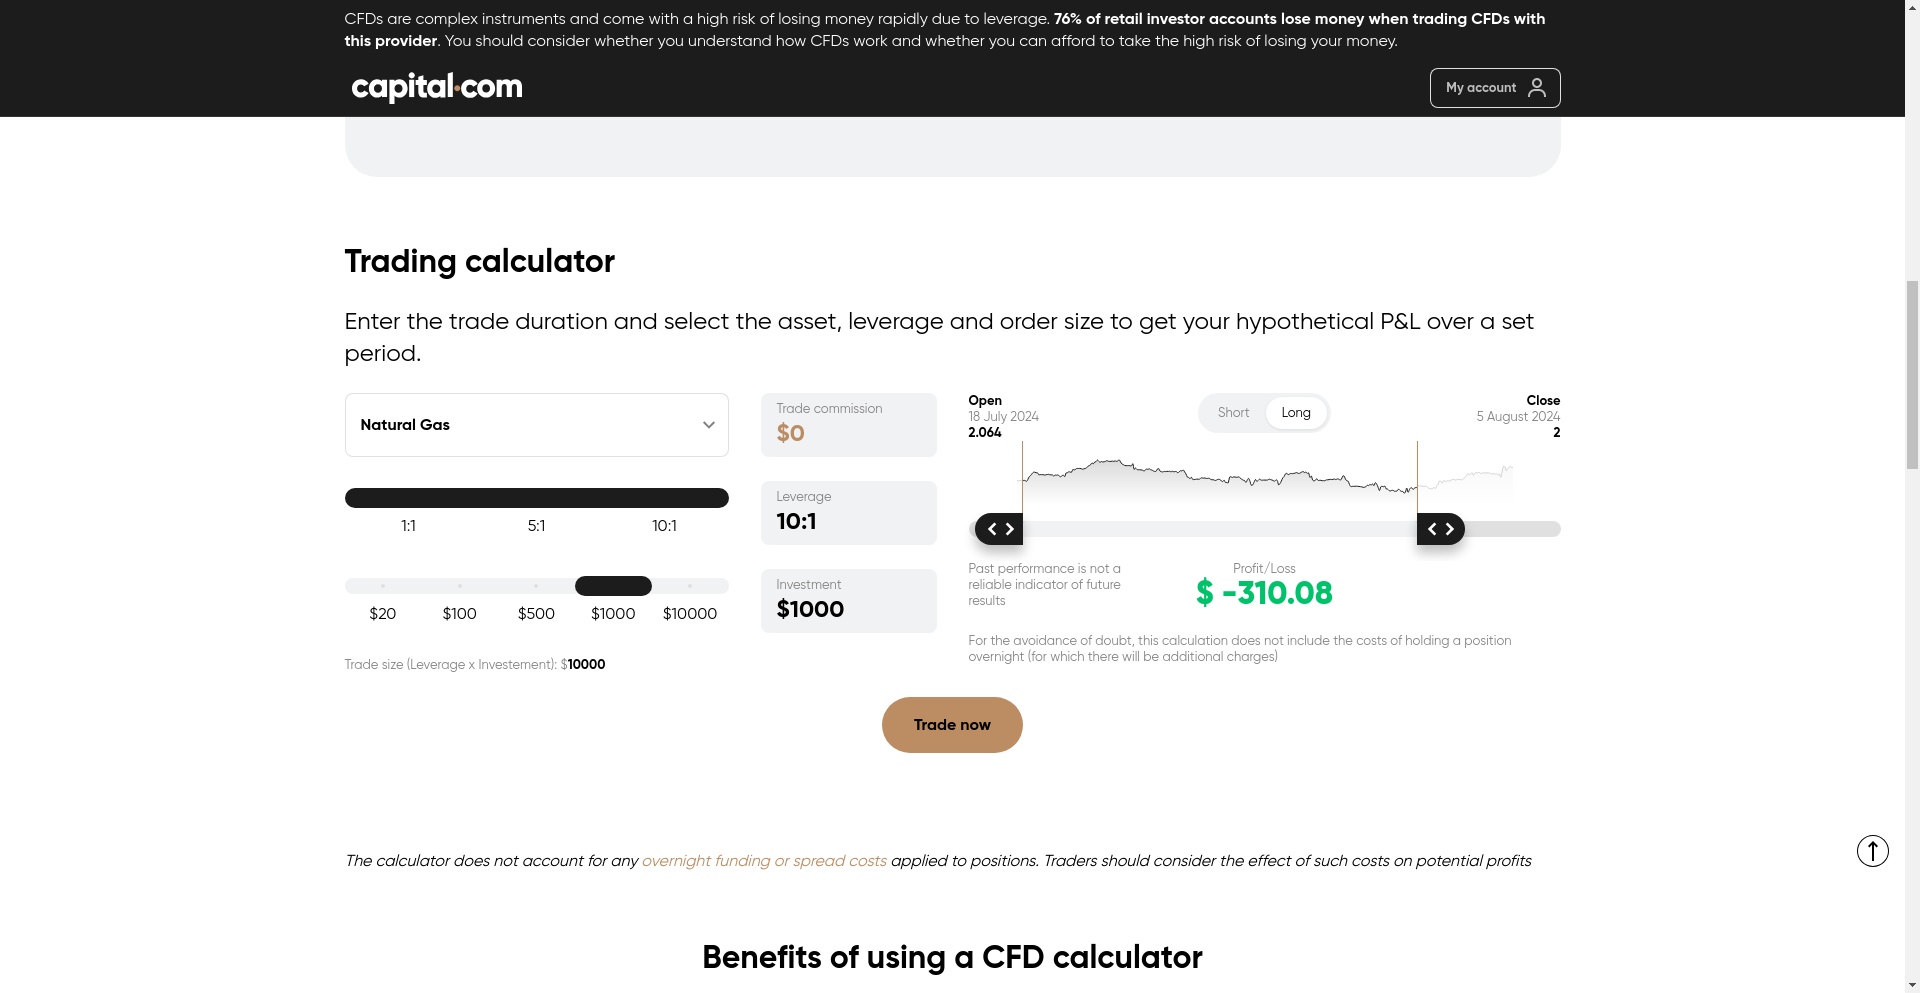 CFDs are complex instruments and come with a high risk of losing money rapidly due to leverage. 76% of retail investor accounts lose money when trading CFDs with
this provider. You should consider whether you understand how CFDs work and whether you can afford to take the high risk of losing your money.
capital.com
My account
Trading calculator
Enter the trade duration and select the asset, leverage and order size to get your hypothetical P&L over a set
period.
Natural Gas
1:1 5:1 10:1
$20 $100 $500 $1000 $10000
Trade size (Leverage x Investement): $10000
Trade commission
$0
Leverage
10:1
Investment
$1000
Open
18 July 2024
2.064
Short Long
Close
5 August 2024
2
Past performance is not a
reliable indicator of future
results
Profit/Loss
$ -310.08
For the avoidance of doubt, this calculation does not include the costs of holding a position
overnight (for which there will be additional charges)
Trade now
The calculator does not account for any overnight funding or spread costs applied to positions. Traders should consider the effect of such costs on potential profits
Benefits of using a CFD calculator